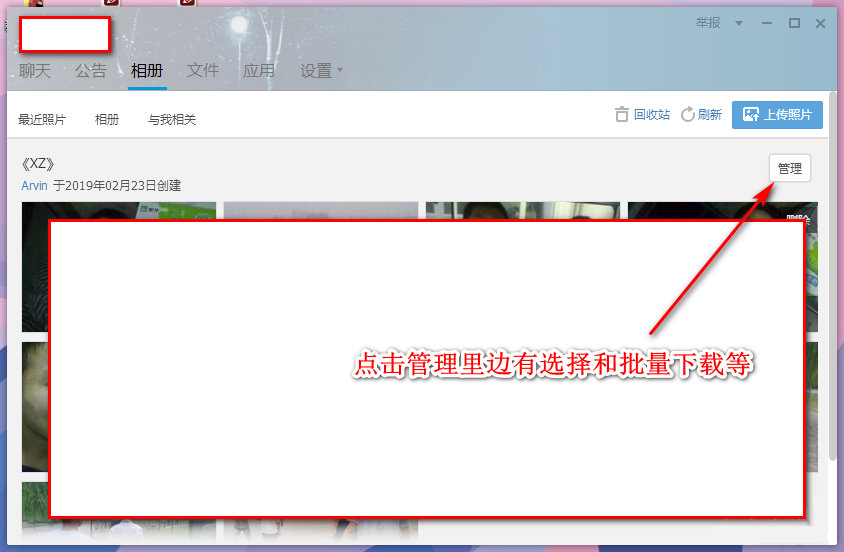 举报
聊天 公告 相册 文件 应用 设置
最近照片 相册 与我相关 回收站 刷新 上传照片
《XZ》
管理
Arvin 于2019年02月23日创建
删除
点击管理里边有选择和批量下载等